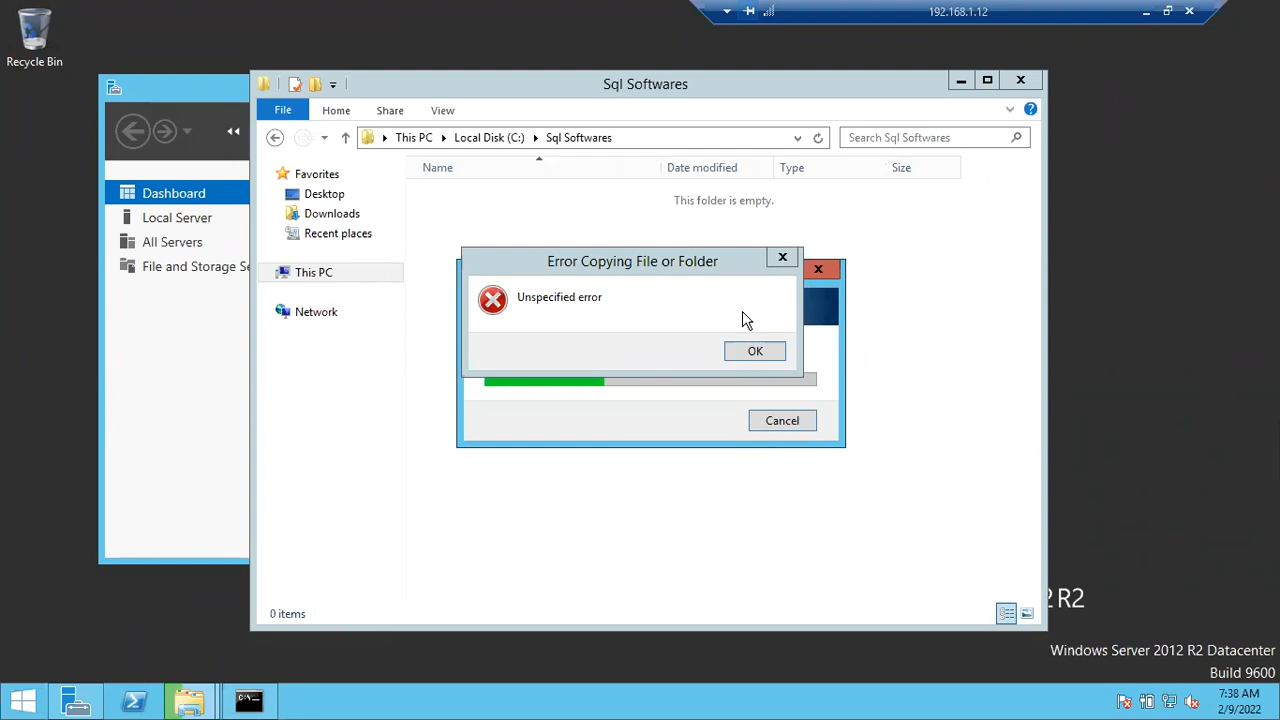 192.168.1.12
Recycle Bin
Sql Softwares
File
Home
Share
View
This PC
Local Disk (C:)
Sql Softwares
Search Sql Softwares
Name
Date modified
Type
Size
This folder is empty.
Favorites
Desktop
Downloads
Recent places
This PC
Network
Dashboard
Local Server
All Servers
File and Storage Se
Error Copying File or Folder
Unspecified error
OK
Cancel
0 items
2 R2
Windows Server 2012 R2 Datacenter
Build 9600
7:38 AM
2/9/2022